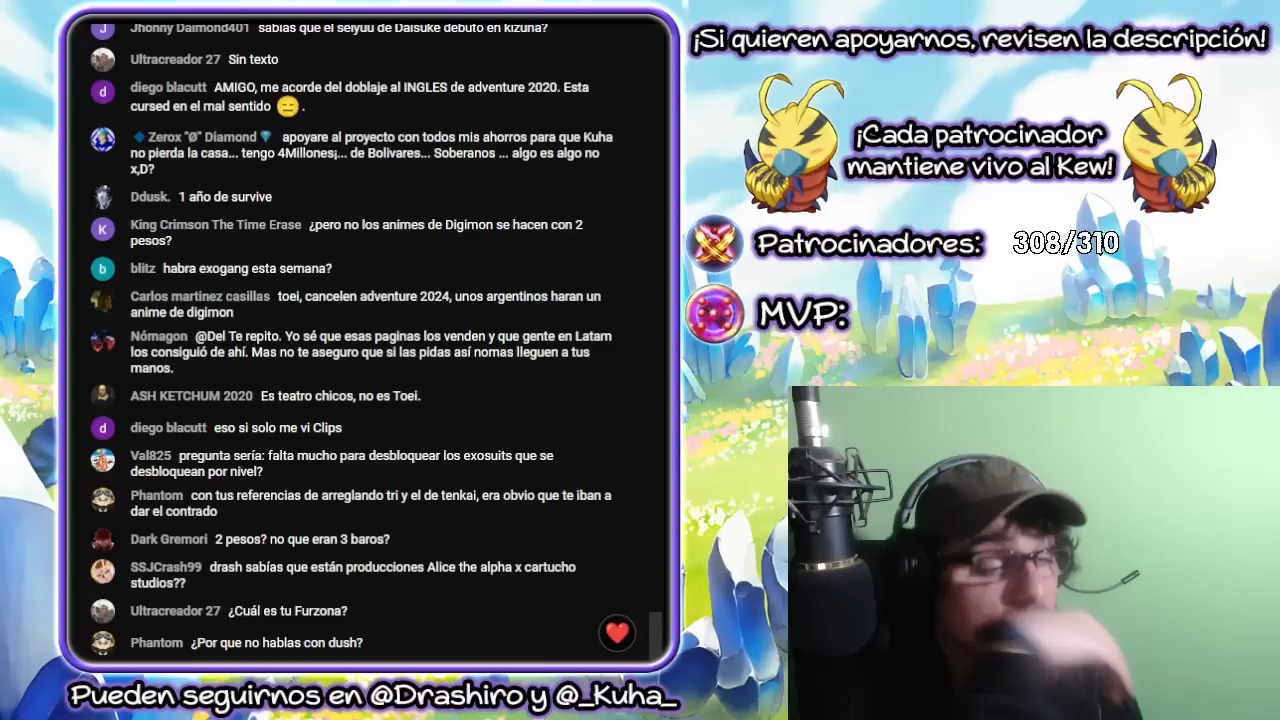 Jhonny Daimond401 sabías que el seiyuu de Daisuke debuto en kizuna?
Ultracreador 27 Sin texto
diego blacutt AMIGO, me acorde del doblaje al INGLES de adventure 2020. Esta
cursed en el mal sentido 😑 .
🔹Zerox "Ø" Diamond💎 apoyare al proyecto con todos mis ahorros para que Kuha
no pierda la casa... tengo 4Millones¡... de Bolivares... Soberanos ... algo es algo no
x,D?
Ddusk. 1 año de survive
King Crimson The Time Erase ¿pero no los animes de Digimon se hacen con 2
pesos?
blitz habra exogang esta semana?
Carlos martinez casillas toei, cancelen adventure 2024, unos argentinos haran un
anime de digimon
Nómagon @Del Te repito. Yo sé que esas paginas los venden y que gente en Latam
los consiguió de ahí. Mas no te aseguro que si las pidas así nomas lleguen a tus
manos.
ASH KETCHUM 2020 Es teatro chicos, no es Toei.
diego blacutt eso si solo me vi Clips
Val825 pregunta sería: falta mucho para desbloquear los exosuits que se
desbloquean por nivel?
Phantom con tus referencias de arreglando tri y el de tenkai, era obvio que te iban a
dar el contrado
Dark Gremori 2 pesos? no que eran 3 baros?
SSJCrash99 drash sabías que están producciones Alice the alpha x cartucho
studios??
Ultracreador 27 ¿Cuál es tu Furzona?
Phantom ¿Por que no hablas con dush?
Pueden seguirnos en @Drashiro y @_Kuha_
¡Si quieren apoyarnos, revisen la descripción!
¡Cada patrocinador
mantiene vivo al Kew!
Patrocinadores: 308/310
MVP: